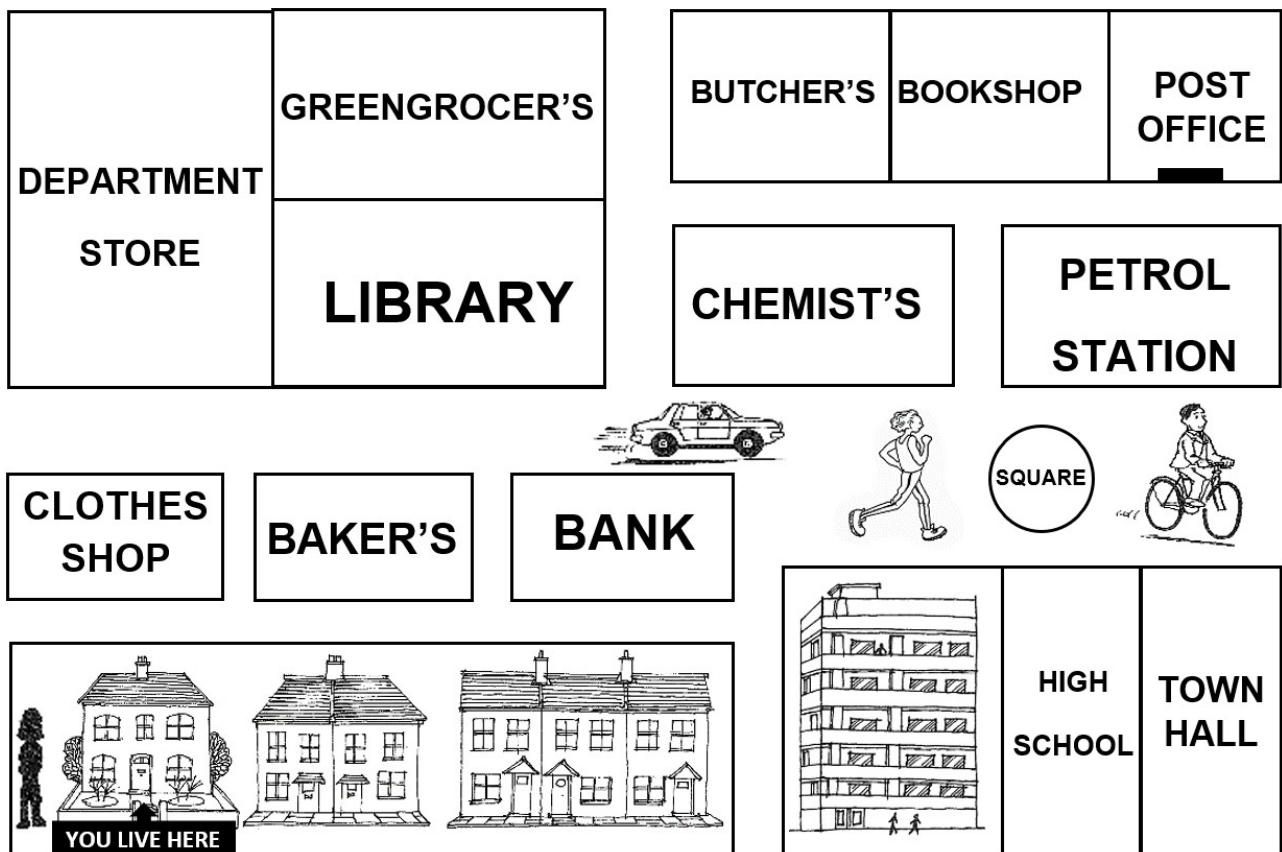 DEPARTMENT
STORE
GREENGROCER’S
LIBRARY
BUTCHER’S
BOOKSHOP
POST
OFFICE
CHEMIST’S
PETROL
STATION
SQUARE
CLOTHES
SHOP
BAKER’S
BANK
YOU LIVE HERE
HIGH
SCHOOL
TOWN
HALL